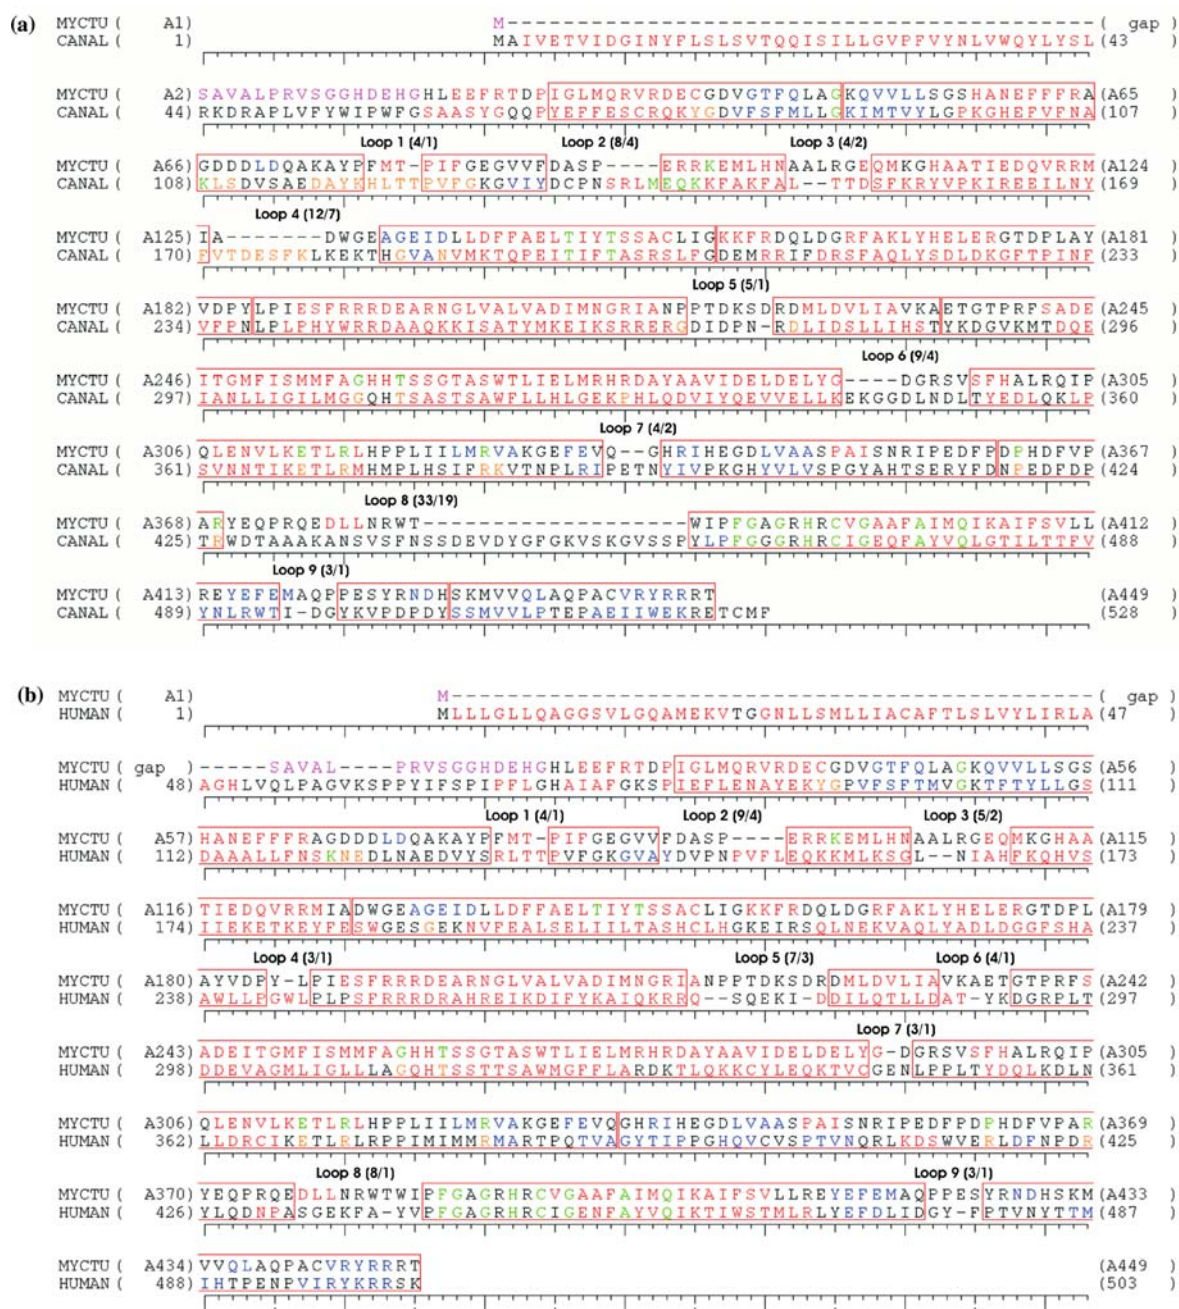 (a)
MYCTU ( A1) M------------------------------------------ ( gap )
CANAL ( 1) MAIVETVIDGINYFLSLSVTQQISILLGVPFVYNLVWQYLYSL (43 )
MYCTU ( A2) SAVALPRVSGGHDEHGHLEEFRTDPIGLMQRVRDECGDVGTFQLAGKQVVLLSGSHANEFFFRA (A65 )
CANAL ( 44) RKDRAPLVFYWIPWFGSAASYGQQPYEFFESCRQKYGDVFSFMLLGKIMTVYLGPKGHEFVFNA (107 )
Loop 1 (4/1) Loop 2 (8/4) Loop 3 (4/2)
MYCTU ( A66) GDDDLDQAKAYPFMT-PIFGEGVVFDASP----ERRKEMLHNAALRGEQMKGHAATIEDQVRRM (A124 )
CANAL ( 108) KLSDVSAEDAYKHLTTPVFGKGVIYDCPNSRLMEQKKFAKFAL--TTDSFKRYVPKIREEILNY (169 )
Loop 4 (12/7)
MYCTU ( A125) IA-------DWGEAGEIDLLDFFAELTIYTSSACLIGKKFRDQLDGRFAKLYHELERGTDPLAY (A181 )
CANAL ( 170) FVTDESFKLKEKTHGVANVMKTQPEITIFTASRSLFGDEMRRIFDRSFAQLYSDLDKGFTPINF (233 )
Loop 5 (5/1)
MYCTU ( A182) VDPYLPIESFRRRDEARNGLVALVADIMNGRIANPPTDKSDRDMLDVLIAVKAETGTPRFSADE (A245 )
CANAL ( 234) VFPNLPLPHYWRRDAAQKKISATYMKEIKSRRERGDIDPN-RDLIDSLLIHSTYKDGVKMTDQE (296 )
Loop 6 (9/4)
MYCTU ( A246) ITGMFISMMFAGHHTSSGTASWTLIELMRHRDAYAAVIDELDELYG----DGRSVSFHALRQIP (A305 )
CANAL ( 297) IANLLIGILMGGQHTSASTSAWFLLHLGEKPHLQDVIYQEVVELLKEKGGDLNDLTYEDLQKLP (360 )
Loop 7 (4/2)
MYCTU ( A306) QLENVLKETLRLHPPLIILMRVAKGEFEVQ--GHRIHEGDLVAASPAISNRIPEDFPDPHDFVP (A367 )
CANAL ( 361) SVNNTIKETLRMHMPLHSIFRKVTNPLRIPETNYIVPKGHYVLVSPGYAHTSERYFDNPEDFDP (424 )
Loop 8 (33/19)
MYCTU ( A368) ARYEQPRQEDLLNRWT-------------------WIPFGAGRHRCVGAAFAIMQIKAIFSVLL (A412 )
CANAL ( 425) TRWDTAAAKANSVSFNSSDEVDYGFGKVSKGVSSPYLPFGGGRHRCIGEQFAYVQLGTILTTFV (488 )
Loop 9 (3/1)
MYCTU ( A413) REYEFEMAQPPESYRNDHSKMVVQLAQPACVRYRRRT (A449 )
CANAL ( 489) YNLRWTI-DGYKVPDPDYSSMVVLPTEPAEIIWEKRETCMF (528 )
(b)
MYCTU ( A1) M---------------------------------------------- ( gap )
HUMAN ( 1) MLLLGLLQAGGSVLGQAMEKVTGGNLLSMLLIACAFTLSLVYLIRLA (47 )
MYCTU ( gap ) -----SAVAL----PRVSGGHDEHGHLEEFRTDPIGLMQRVRDECGDVGTFQLAGKQVVLLSGS (A56 )
HUMAN ( 48) AGHLVQLPAGVKSPPYIFSPIPFLGHAIAFGKSPIEFLENAYEKYGPVFSFTMVGKTFTYLLGS (111 )
Loop 1 (4/1) Loop 2 (9/4) Loop 3 (5/2)
MYCTU ( A57) HANEFFFRAGDDDLDQAKAYPFMT-PIFGEGVVFDASP----ERRKEMLHNAALRGEQMKGHAA (A115 )
HUMAN ( 112) DAAALLFNSKNEDLNAEDVYSRLTTPVFGKGVAYDVPNPVFLEQKKMLKSGL--NIAHFKQHVS (173 )
MYCTU ( A116) TIEDQVRRMIADWGEAGEIDLLDFFAELTIYTSSACLIGKKFRDQLDGRFAKLYHELERGTDPL (A179 )
HUMAN ( 174) IIEKETKEYFESWGESGEKNVFEALSELIILTASHCLHGKEIRSQLNEKVAQLYADLDGGFSHA (237 )
Loop 4 (3/1) Loop 5 (7/3) Loop 6 (4/1)
MYCTU ( A180) AYVDPY-LPIESFRRRDEARNGLVALVADIMNGRIANPPTDKSDRDMLDVLIAVKAETGTPRFS (A242 )
HUMAN ( 238) AWLLPGWLPLPSFRRRDRAHREIKDIFYKAIQKRRQ--SQEKI-DDILQTLLDAT-YKDGRPLT (297 )
Loop 7 (3/1)
MYCTU ( A243) ADEITGMFISMMFAGHHTSSGTASWTLIELMRHRDAYAAVIDELDELYG-DGRSVSFHALRQIP (A305 )
HUMAN ( 298) DDEVAGMLIGLLLAGQHTSSTTSAWMGFFLARDKTLQKKCYLEQKTVCGENLPPLTYDQLKDLN (361 )
MYCTU ( A306) QLENVLKETLRLHPPLIILMRVAKGEFEVQGHRIHEGDLVAASPAISNRIPEDFPDPHDFVPAR (A369 )
HUMAN ( 362) LLDRCIKETLRLRPPIMIMMRMARTPQTVAGYTIPPGHQVCVSPTVNQRLKDSWVERLDFNPDR (425 )
Loop 8 (8/1) Loop 9 (3/1)
MYCTU ( A370) YEQPRQEDLLNRWTWIPFGAGRHRCVGAAFAIMQIKAIFSVLLREYEFEMAQPPESYRNDHSKM (A433 )
HUMAN ( 426) YLQDNPASGEKFA-YVPFGAGRHRCIGENFAYVQIKTIWSTMLRLYEFDLIDGY-FPTVNYTTM (487 )
MYCTU ( A434) VVQLAQPACVRYRRRT (A449 )
HUMAN ( 488) IHTPENPVIRYKRRSK (503 )